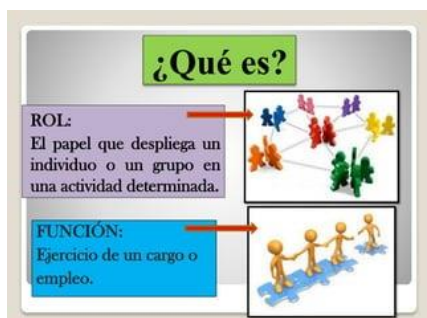 ¿Qué es?
ROL:
El papel que despliega un
individuo o un grupo en
una actividad determinada.
FUNCIÓN:
Ejercicio de un cargo o
empleo.